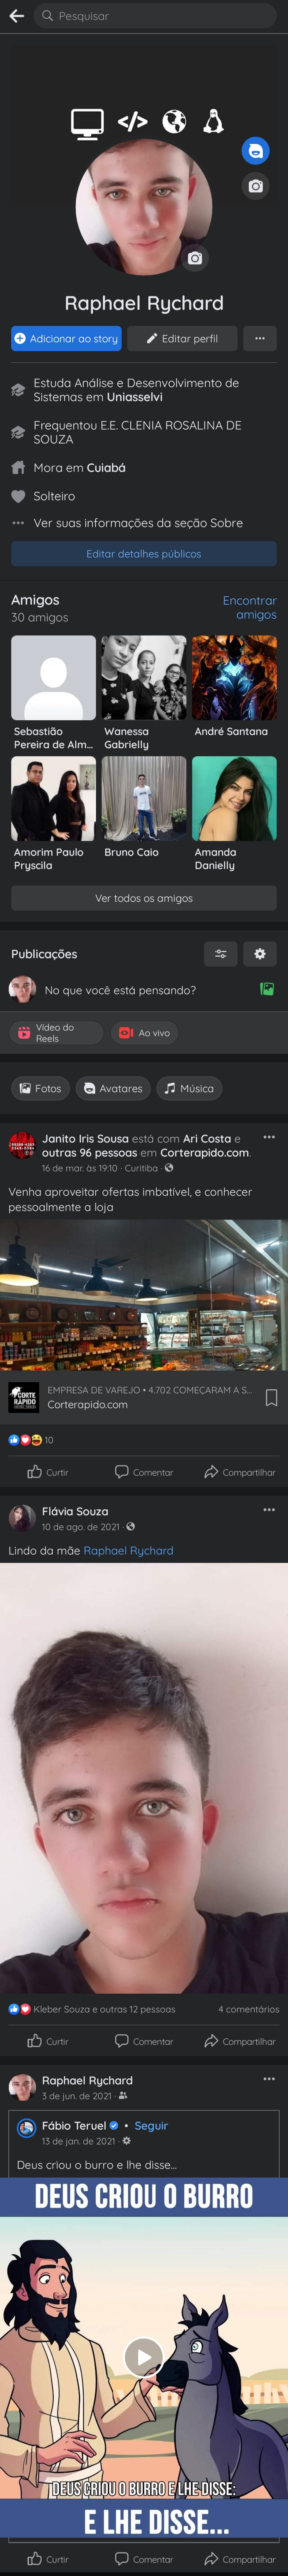 Pesquisar
Raphael Rychard
Adicionar ao story
Editar perfil
Estuda Análise e Desenvolvimento de
Sistemas em Uniasselvi
Frequentou E.E. CLENIA ROSALINA DE
SOUZA
Mora em Cuiabá
Solteiro
Ver suas informações da seção Sobre
Editar detalhes públicos
Amigos
30 amigos
Encontrar
amigos
Sebastião
Pereira de Alm...
Wanessa
Gabrielly
André Santana
Amorim Paulo
Pryscila
Bruno Caio
Amanda
Danielly
Ver todos os amigos
Publicações
No que você está pensando?
Vídeo do
Reels
Ao vivo
Fotos
Avatares
Música
Janito Iris Sousa está com Ari Costa e
outras 96 pessoas em Corterapido.com.
16 de mar. às 19:10 · Curitiba ·
Venha aproveitar ofertas imbatível, e conhecer
pessoalmente a loja
CORTE
RÁPIDO
EMPRESA DE VAREJO • 4.702 COMEÇARAM A S...
Corterapido.com
10
Curtir
Comentar
Compartilhar
Flávia Souza
10 de ago. de 2021 ·
Lindo da mãe Raphael Rychard
Kleber Souza e outras 12 pessoas
4 comentários
Curtir
Comentar
Compartilhar
Raphael Rychard
3 de jun. de 2021 ·
Fábio Teruel • Seguir
13 de jan. de 2021 ·
Deus criou o burro e lhe disse...
DEUS CRIOU O BURRO
DEUS CRIOU O BURRO E LHE DISSE:
E LHE DISSE...
Curtir
Comentar
Compartilhar